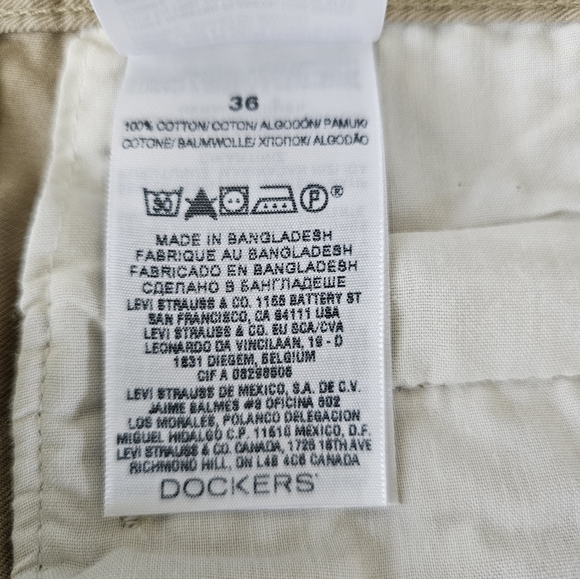 36
100% COTTON/ COTON/ ALGODÓN/ PAMUK/
COTONE/ BAUMWOLLE/ ХЛОПОК/ ALGODÃO
30 P ®
MADE IN BANGLADESH
FABRIQUE AU BANGLADESH
FABRICADO EN BANGLADESH
СДЕЛАНО В БАНГЛАДЕШЕ
LEVI STRAUSS & CO. 1155 BATTERY ST
SAN FRANCISCO, CA 94111 USA
LEVI STRAUSS & CO. EU SCA/CVA
LEONARDO DA VINCILAAN, 19 - D
1831 DIEGEM, BELGIUM
CIF A 08298606
LEVI STRAUSS DE MEXICO, SA. DE C.V.
JAIME BALMES #8 OFICINA 602
LOS MORALES, POLANCO DELEGACION
MIGUEL HIDALGO C.P. 11510 MEXICO, D.F.
LEVI STRAUSS & CO. CANADA, 1725 16TH AVE
RICHMOND HILL, ON L4B 4C6 CANADA
DOCKERS